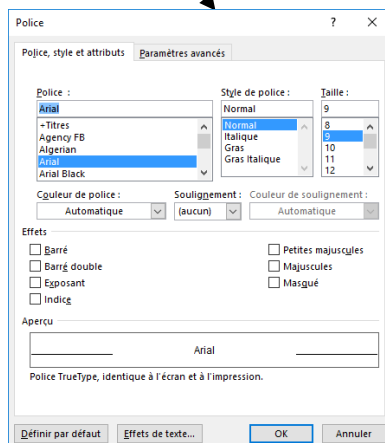 Police ? ×
Police, style et attributs Paramètres avancés
Police : Style de police : Taille :
Arial Normal 9
+Titres Normal 8
Agency FB Italique 9
Algerian Gras 10
Arial Gras Italique 11
Arial Black 12
Couleur de police : Soulignement : Couleur de soulignement :
Automatique (aucun) Automatique
Effets
Barré Petites majuscules
Barré double Majuscules
Exposant Masqué
Indice
Aperçu
Arial
Police TrueType, identique à l'écran et à l'impression.
Définir par défaut Effets de texte... OK Annuler